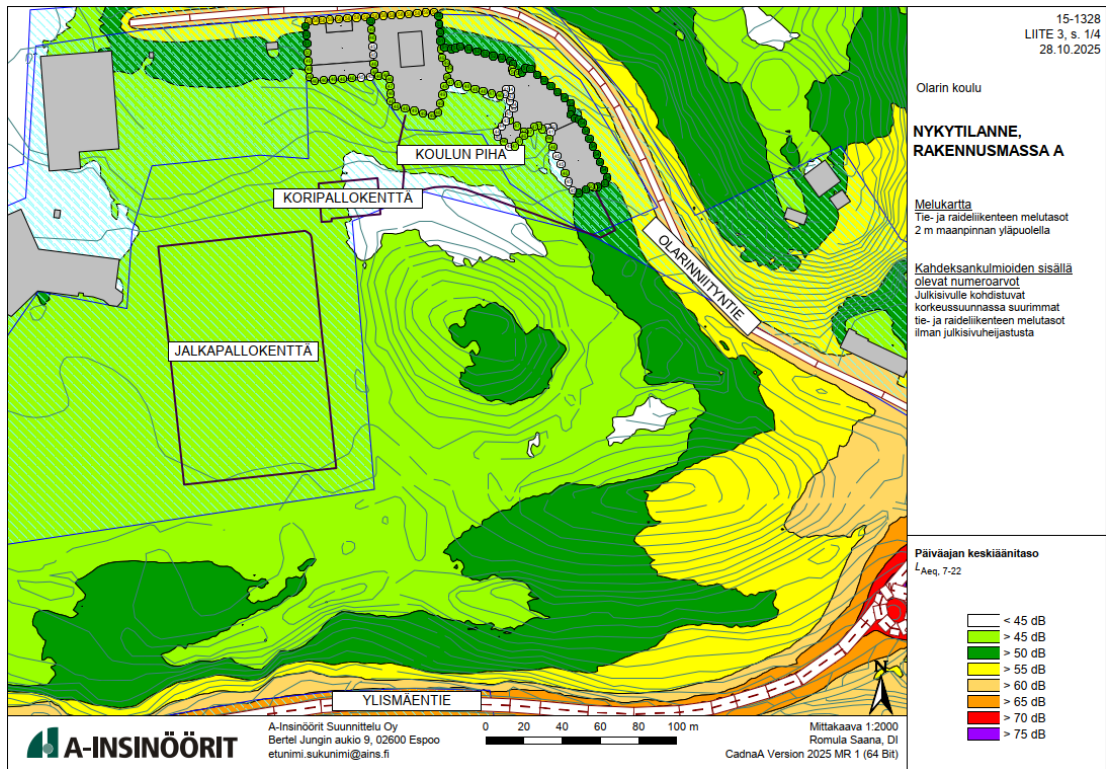 15-1328
LIITE 3, s. 1/4
28.10.2025
Olarin koulu
NYKYTILANNE,
RAKENNUSMASSA A
Melukartta
Tie- ja raideliikenteen melutasot
2 m maanpinnan yläpuolella
Kahdeksankulmioiden sisällä
olevat numeroarvot
Julkisivulle kohdistuvat
korkeussuunnassa suurimmat
tie- ja raideliikenteen melutasot
ilman julkisivuheijastusta
KOULUN PIHA
KORIPALLOKENTTÄ
OLARINNIITYNTIE
JALKAPALLOKENTTÄ
YLISMÄENTIE
Päiväajan keskiäänitaso
LAeq, 7-22
< 45 dB
> 45 dB
> 50 dB
> 55 dB
> 60 dB
> 65 dB
> 70 dB
> 75 dB
N
A-INSINÖÖRIT
A-Insinöörit Suunnittelu Oy
Bertel Jungin aukio 9, 02600 Espoo
etunimi.sukunimi@ains.fi
0 20 40 60 80 100 m
Mittakaava 1:2000
Romula Saana, DI
CadnaA Version 2025 MR 1 (64 Bit)